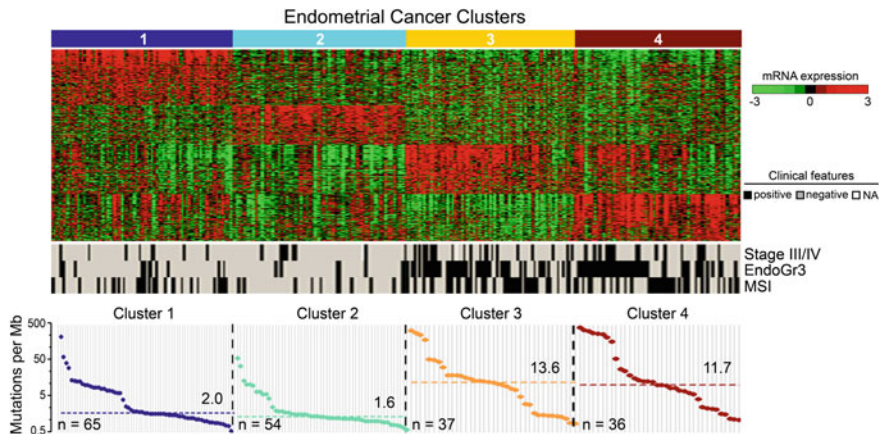 Endometrial Cancer Clusters
1 2 3 4
mRNA expression
-3 3
Clinical features
positive negative NA
Stage III/IV
EndoGr3
MSI
Cluster 1 Cluster 2 Cluster 3 Cluster 4
Mutations per Mb
500
50
5
0.5
2.0 1.6 13.6 11.7
n = 65 n = 54 n = 37 n = 36